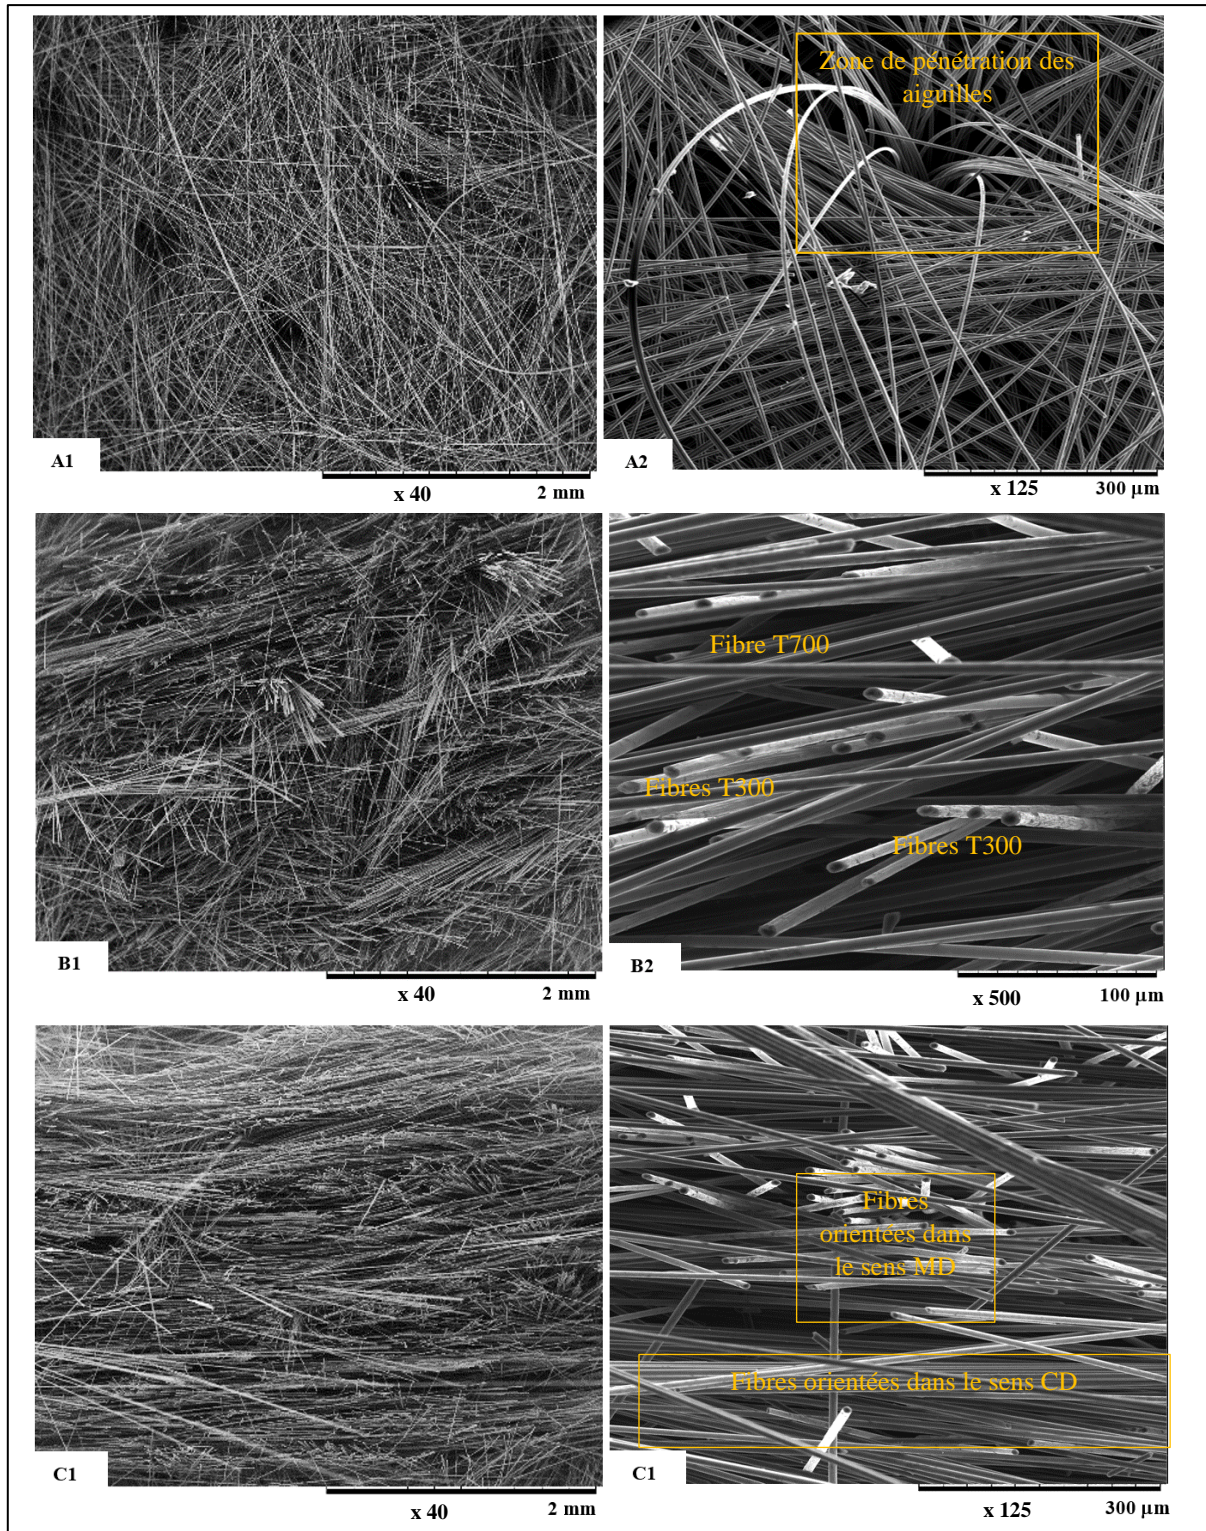 Zone de pénétration des
aiguilles
A1
x 40
2 mm
A2
x 125
300 µm
Fibre T700
Fibres T300
Fibres T300
B1
x 40
2 mm
B2
x 500
100 µm
Fibres
orientées dans
le sens MD
Fibres orientées dans le sens CD
C1
x 40
2 mm
C1
x 125
300 µm